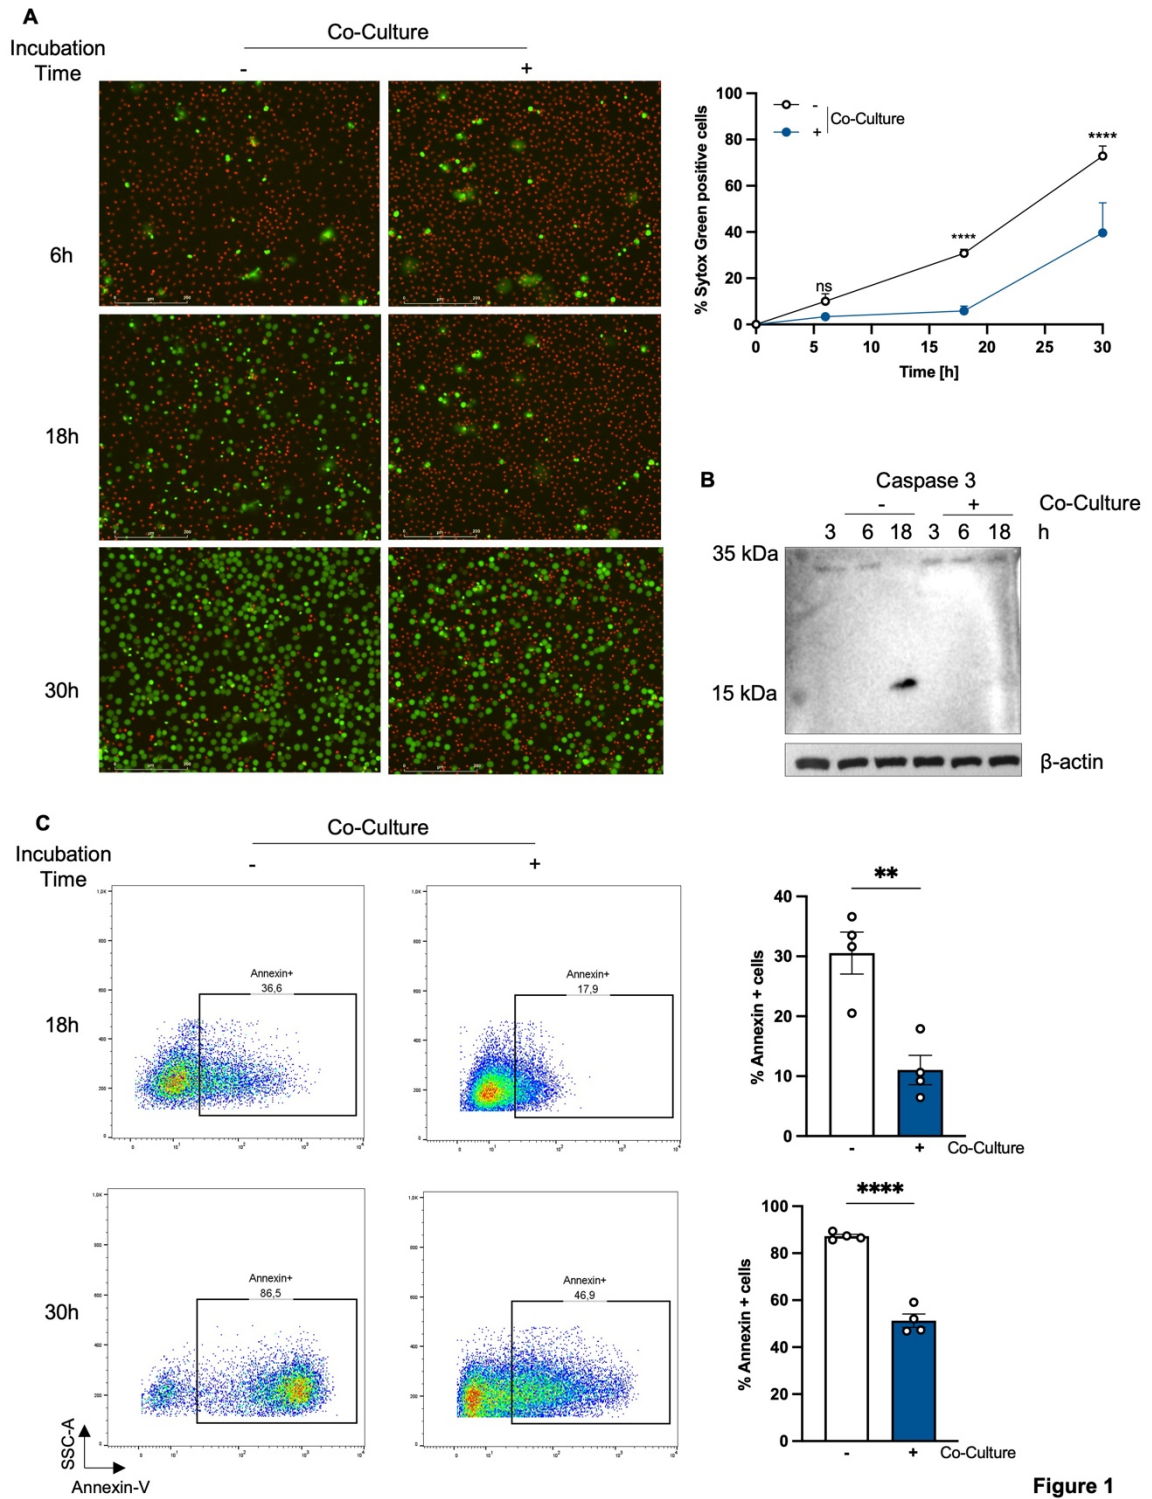 A
Co-Culture
Incubation
Time
- +
6h
18h
30h
% Sytox Green positive cells
100
80
60
40
20
0
-
+
Co-Culture
ns
****
****
0 5 10 15 20 25 30
Time [h]
B
Caspase 3
- + Co-Culture
3 6 18 3 6 18 h
35 kDa
15 kDa
β-actin
C
Co-Culture
Incubation
Time
- +
18h
Annexin+
36,6
Annexin+
17,9
% Annexin + cells
40
30
20
10
0
**
- + Co-Culture
30h
Annexin+
86,5
Annexin+
46,9
% Annexin + cells
100
80
60
40
20
0
****
- + Co-Culture
SSC-A
Annexin-V
Figure 1